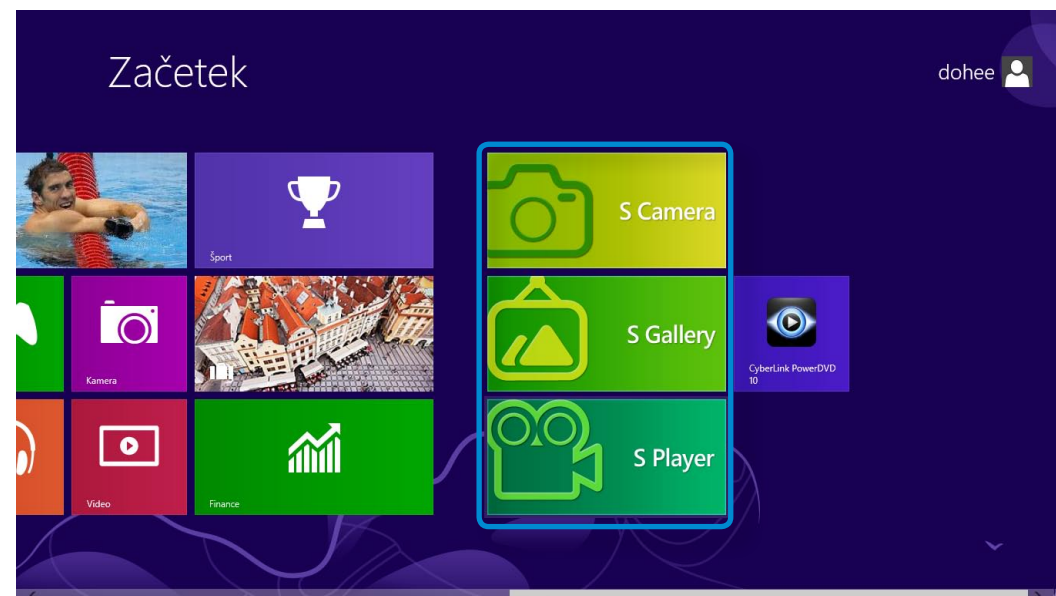 Začetek
dohee
Šport
S Camera
Kamera
S Gallery
CyberLink PowerDVD
10
Video
Finance
S Player